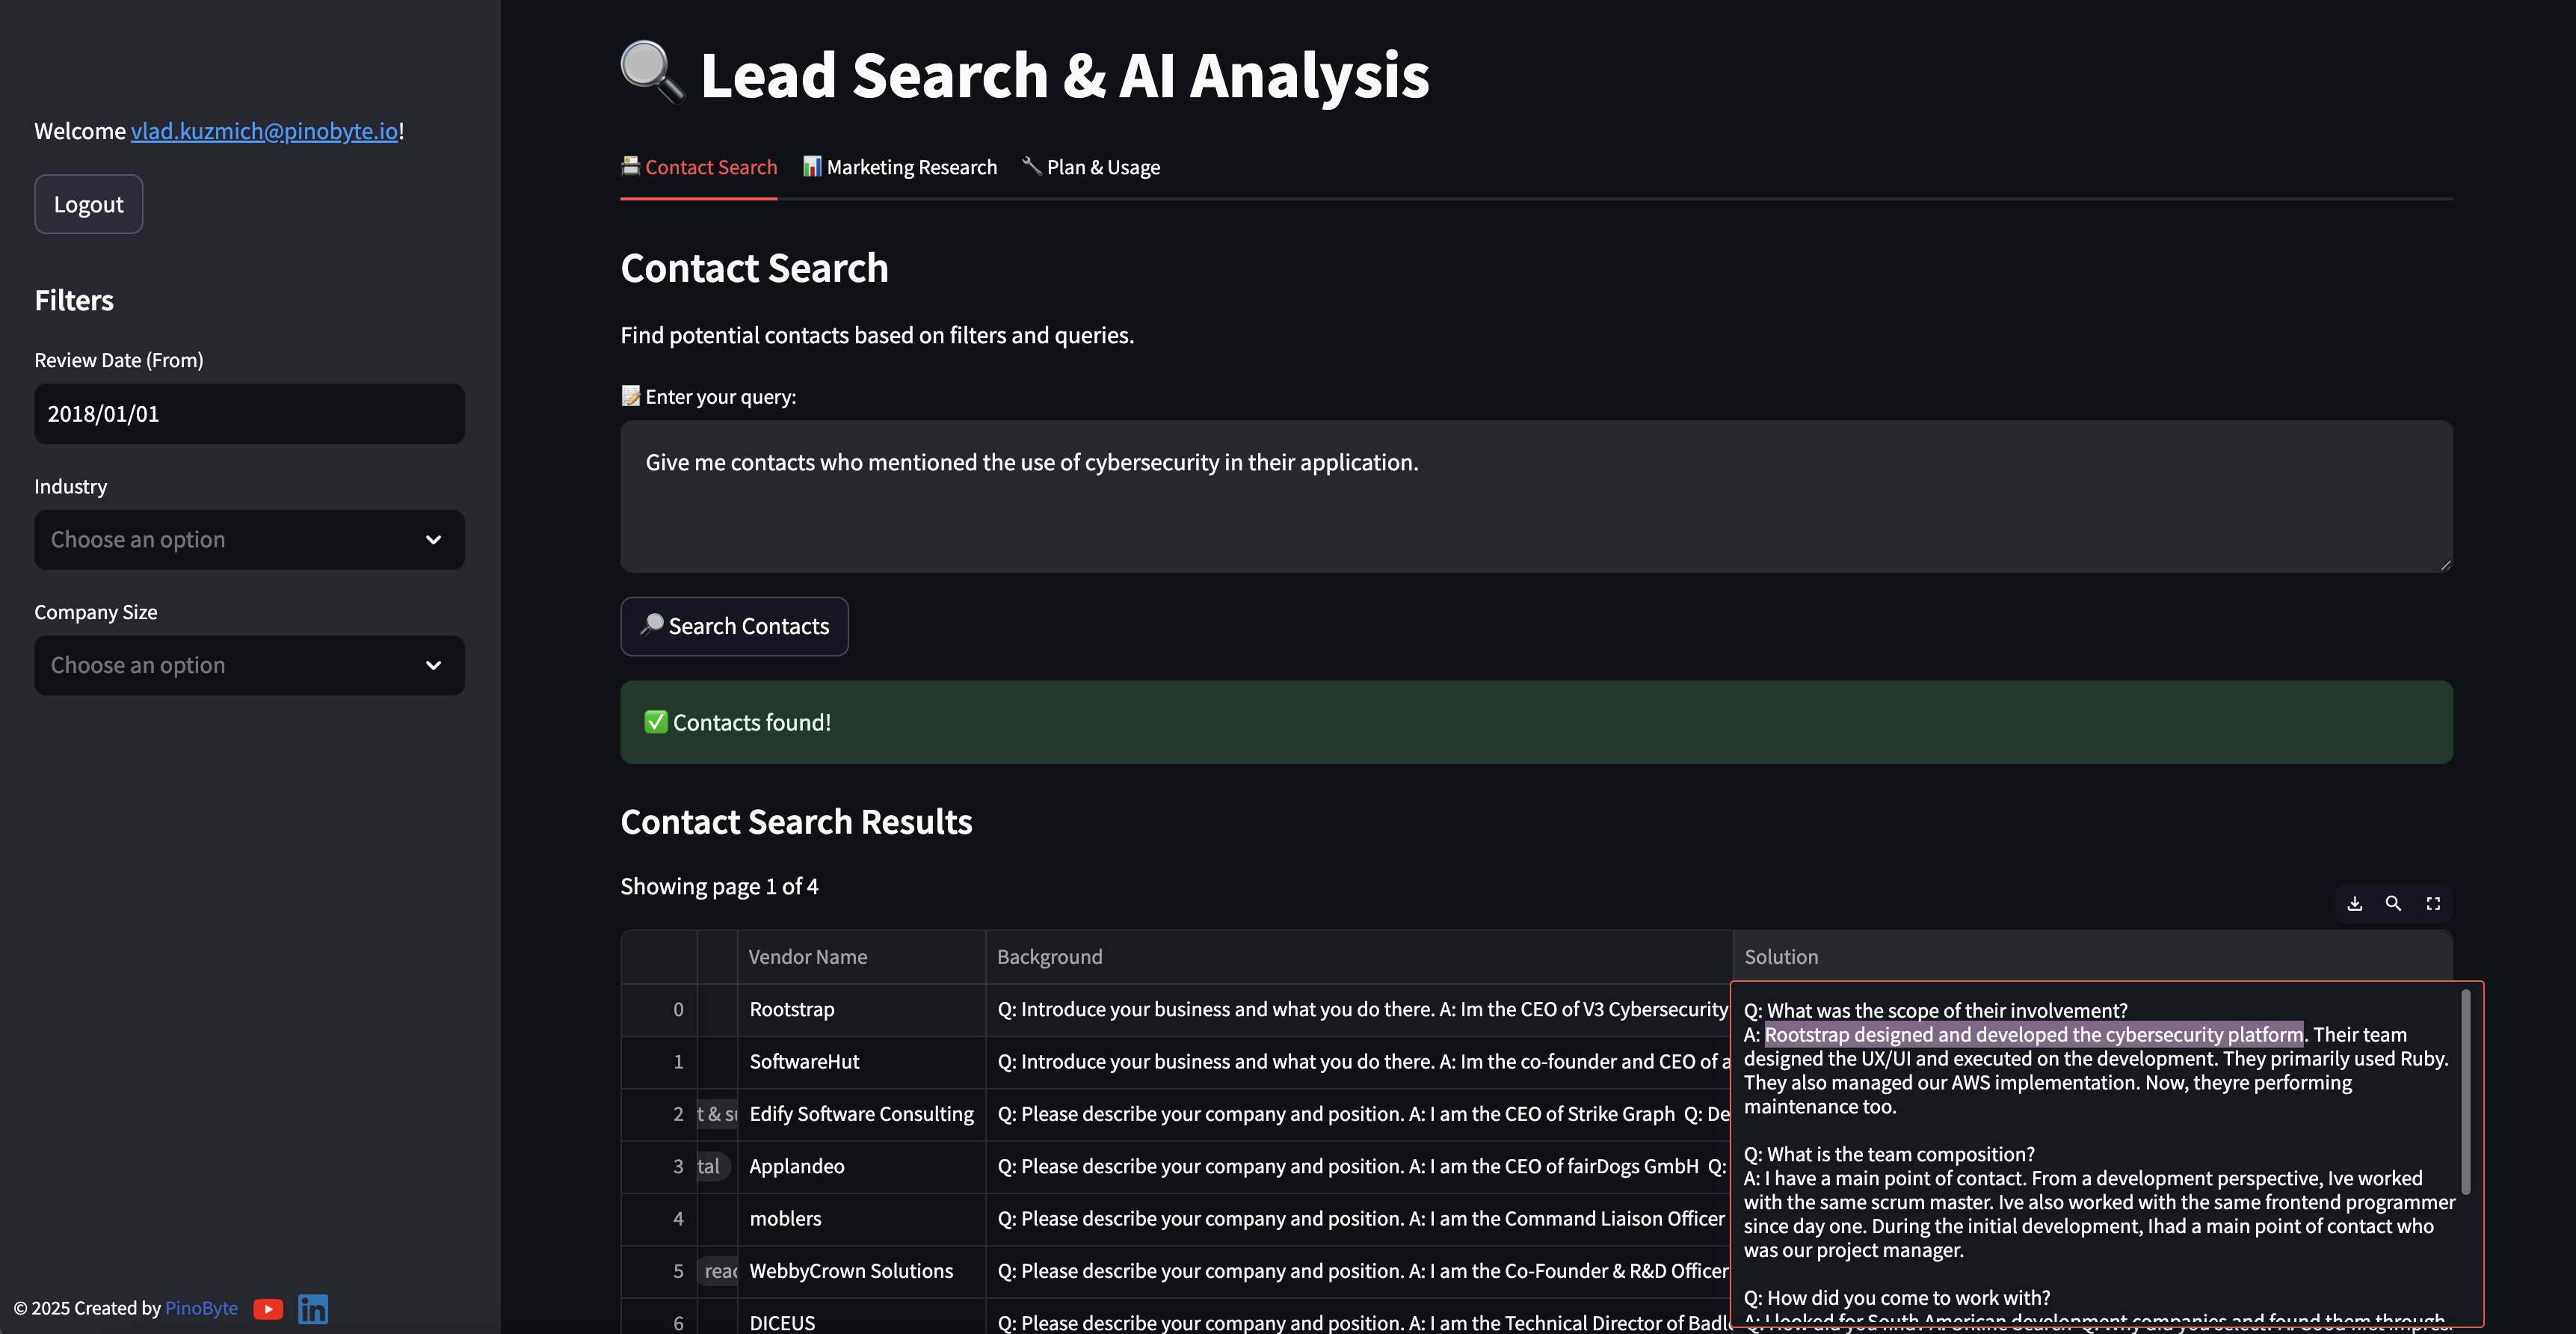 Welcome vlad.kuzmich@pinobyte.io!
Logout
Filters
Review Date (From)
2018/01/01
Industry
Choose an option
Company Size
Choose an option
© 2025 Created by PinoByte
in
Lead Search & AI Analysis
Contact Search Marketing Research Plan & Usage
Contact Search
Find potential contacts based on filters and queries.
Enter your query:
Give me contacts who mentioned the use of cybersecurity in their application.
Search Contacts
Contacts found!
Contact Search Results
Showing page 1 of 4
Vendor Name Background Solution
0 Rootstrap Q: Introduce your business and what you do there. A: Im the CEO of V3 Cybersecurity
1 SoftwareHut Q: Introduce your business and what you do there. A: Im the co-founder and CEO of a
2 t & su Edify Software Consulting Q: Please describe your company and position. A: I am the CEO of Strike Graph Q: De
3 tal Applandeo Q: Please describe your company and position. A: I am the CEO of fairDogs GmbH Q:
4 moblers Q: Please describe your company and position. A: I am the Command Liaison Officer
5 reac WebbyCrown Solutions Q: Please describe your company and position. A: I am the Co-Founder & R&D Officer
6 DICEUS Q: Please describe your company and position. A: I am the Technical Director of Badl
Q: What was the scope of their involvement?
A: Rootstrap designed and developed the cybersecurity platform. Their team
designed the UX/UI and executed on the development. They primarily used Ruby.
They also managed our AWS implementation. Now, theyre performing
maintenance too.
Q: What is the team composition?
A: I have a main point of contact. From a development perspective, Ive worked
with the same scrum master. Ive also worked with the same frontend programmer
since day one. During the initial development, Ihad a main point of contact who
was our project manager.
Q: How did you come to work with?
A: I looked for South American development companies and found them through